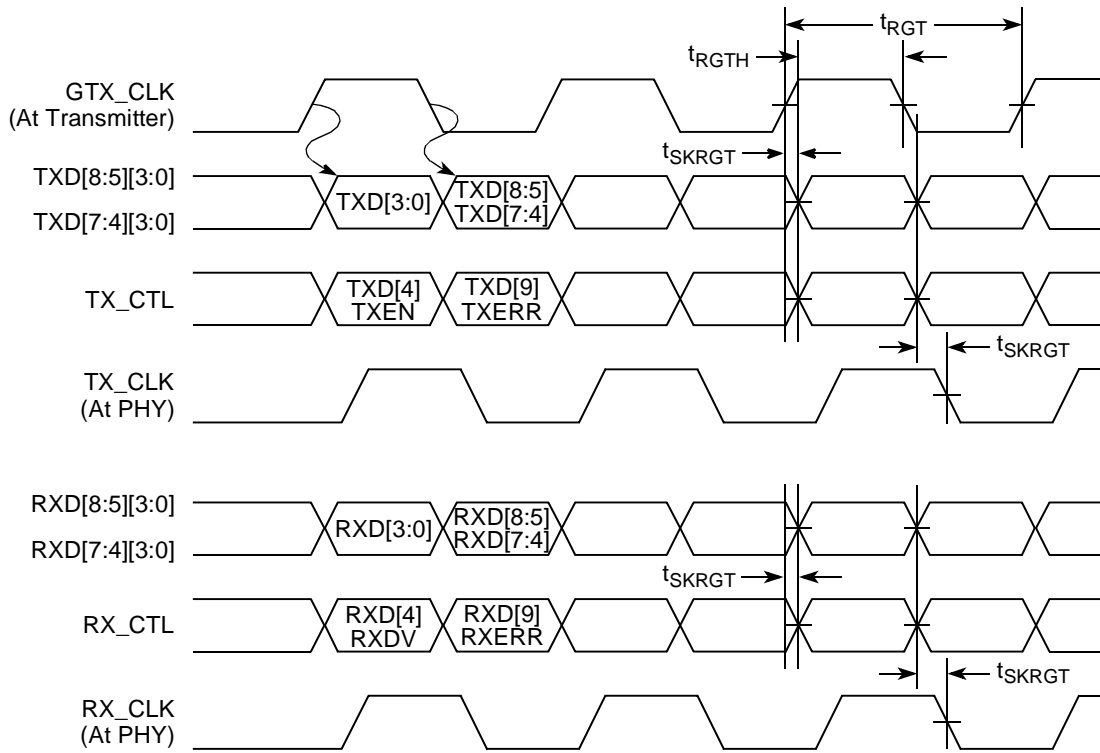 tRGT
tRGTH
GTX_CLK
(At Transmitter)
tSKRGT
TXD[8:5][3:0]
TXD[7:4][3:0]
TXD[3:0]
TXD[8:5]
TXD[7:4]
TX_CTL
TXD[4]
TXEN
TXD[9]
TXERR
tSKRGT
TX_CLK
(At PHY)
RXD[8:5][3:0]
RXD[7:4][3:0]
RXD[3:0]
RXD[8:5]
RXD[7:4]
tSKRGT
RX_CTL
RXD[4]
RXDV
RXD[9]
RXERR
tSKRGT
RX_CLK
(At PHY)